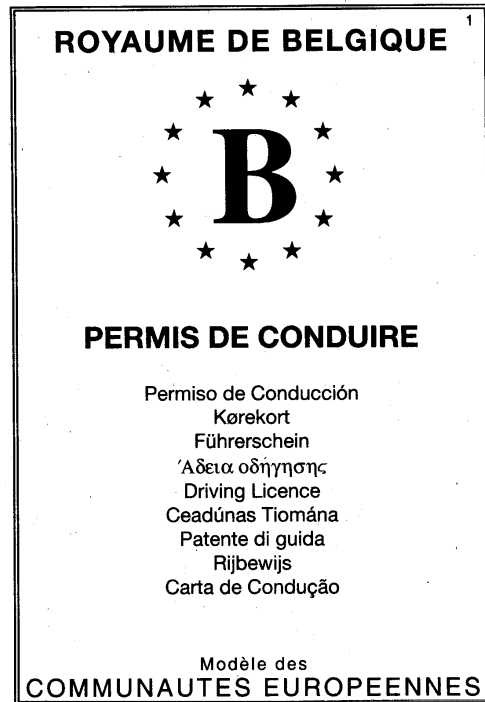 1
ROYAUME DE BELGIQUE
B
PERMIS DE CONDUIRE
Permiso de Conducción
Kørekort
Führerschein
Άδεια οδήγησης
Driving Licence
Ceadúnas Tiomána
Patente di guida
Rijbewijs
Carta de Condução
Modèle des
COMMUNAUTES EUROPEENNES